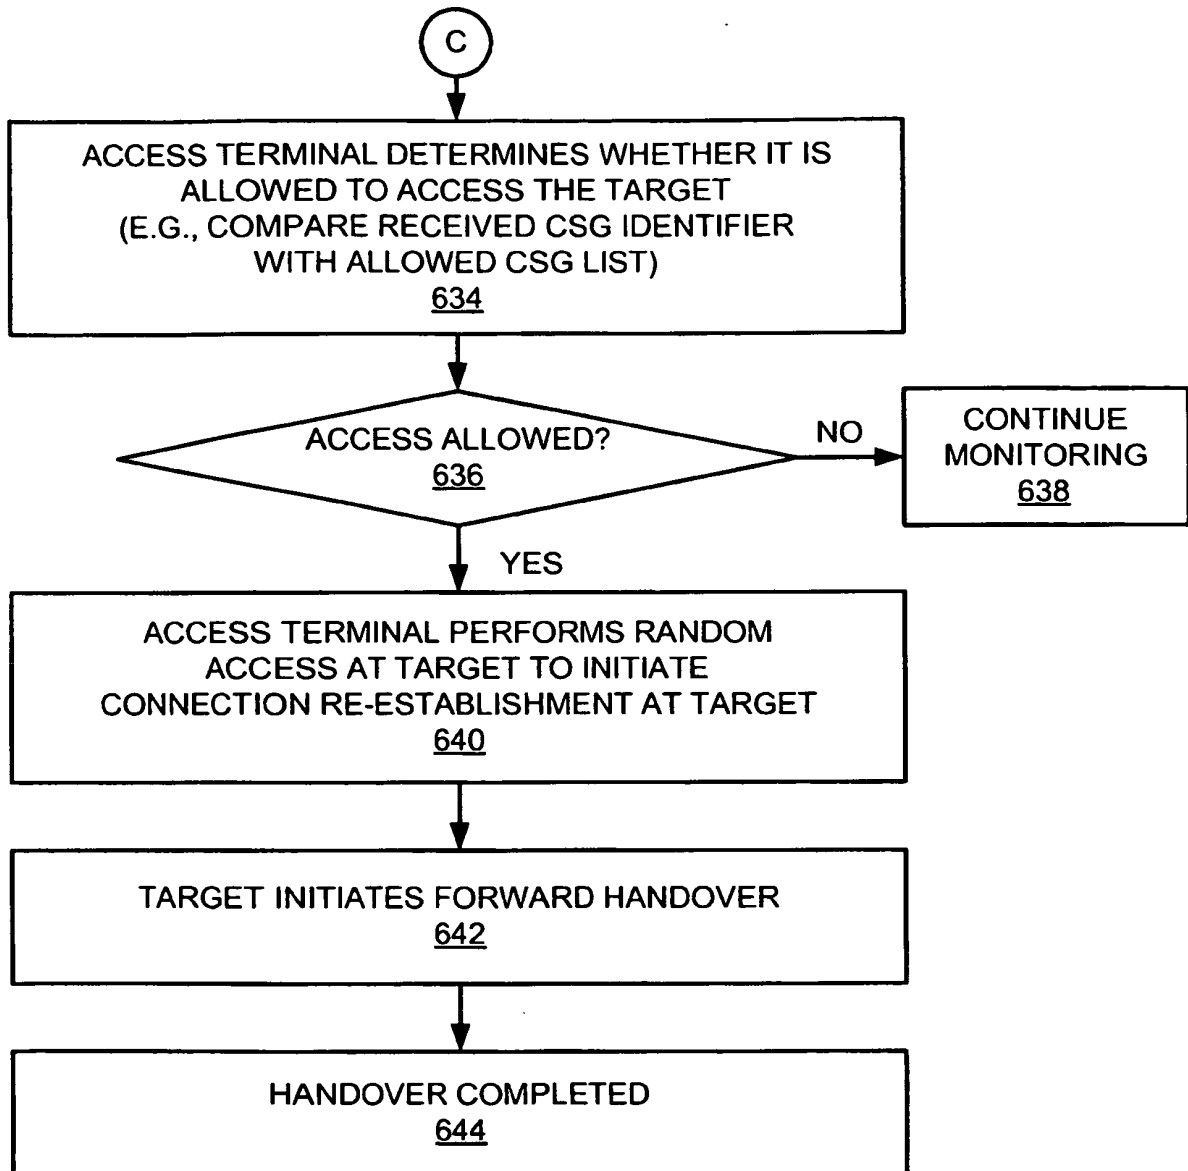 C
ACCESS TERMINAL DETERMINES WHETHER IT IS
ALLOWED TO ACCESS THE TARGET
(E.G., COMPARE RECEIVED CSG IDENTIFIER
WITH ALLOWED CSG LIST)
634
ACCESS ALLOWED?
636
NO
CONTINUE
MONITORING
638
YES
ACCESS TERMINAL PERFORMS RANDOM
ACCESS AT TARGET TO INITIATE
CONNECTION RE-ESTABLISHMENT AT TARGET
640
TARGET INITIATES FORWARD HANDOVER
642
HANDOVER COMPLETED
644